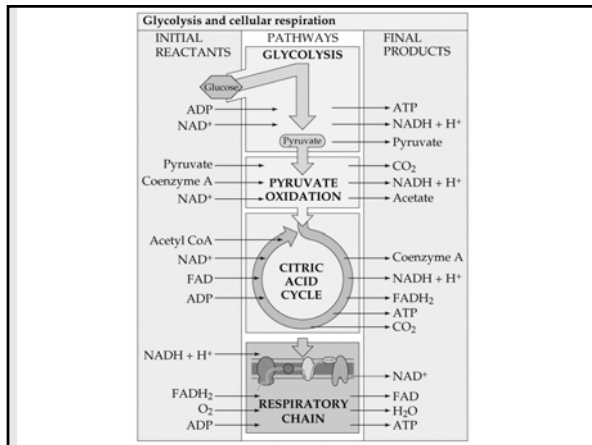 Glycolysis and cellular respiration
INITIAL REACTANTS
PATHWAYS
FINAL PRODUCTS
GLYCOLYSIS
Glucose
ADP
NAD⁺
ATP
NADH + H⁺
Pyruvate
Pyruvate
Pyruvate
Coenzyme A
NAD⁺
PYRUVATE
OXIDATION
CO₂
NADH + H⁺
Acetate
Acetyl CoA
NAD⁺
FAD
ADP
CITRIC
ACID
CYCLE
Coenzyme A
NADH + H⁺
FADH₂
ATP
CO₂
NADH + H⁺
FADH₂
O₂
ADP
RESPIRATORY
CHAIN
NAD⁺
FAD
H₂O
ATP